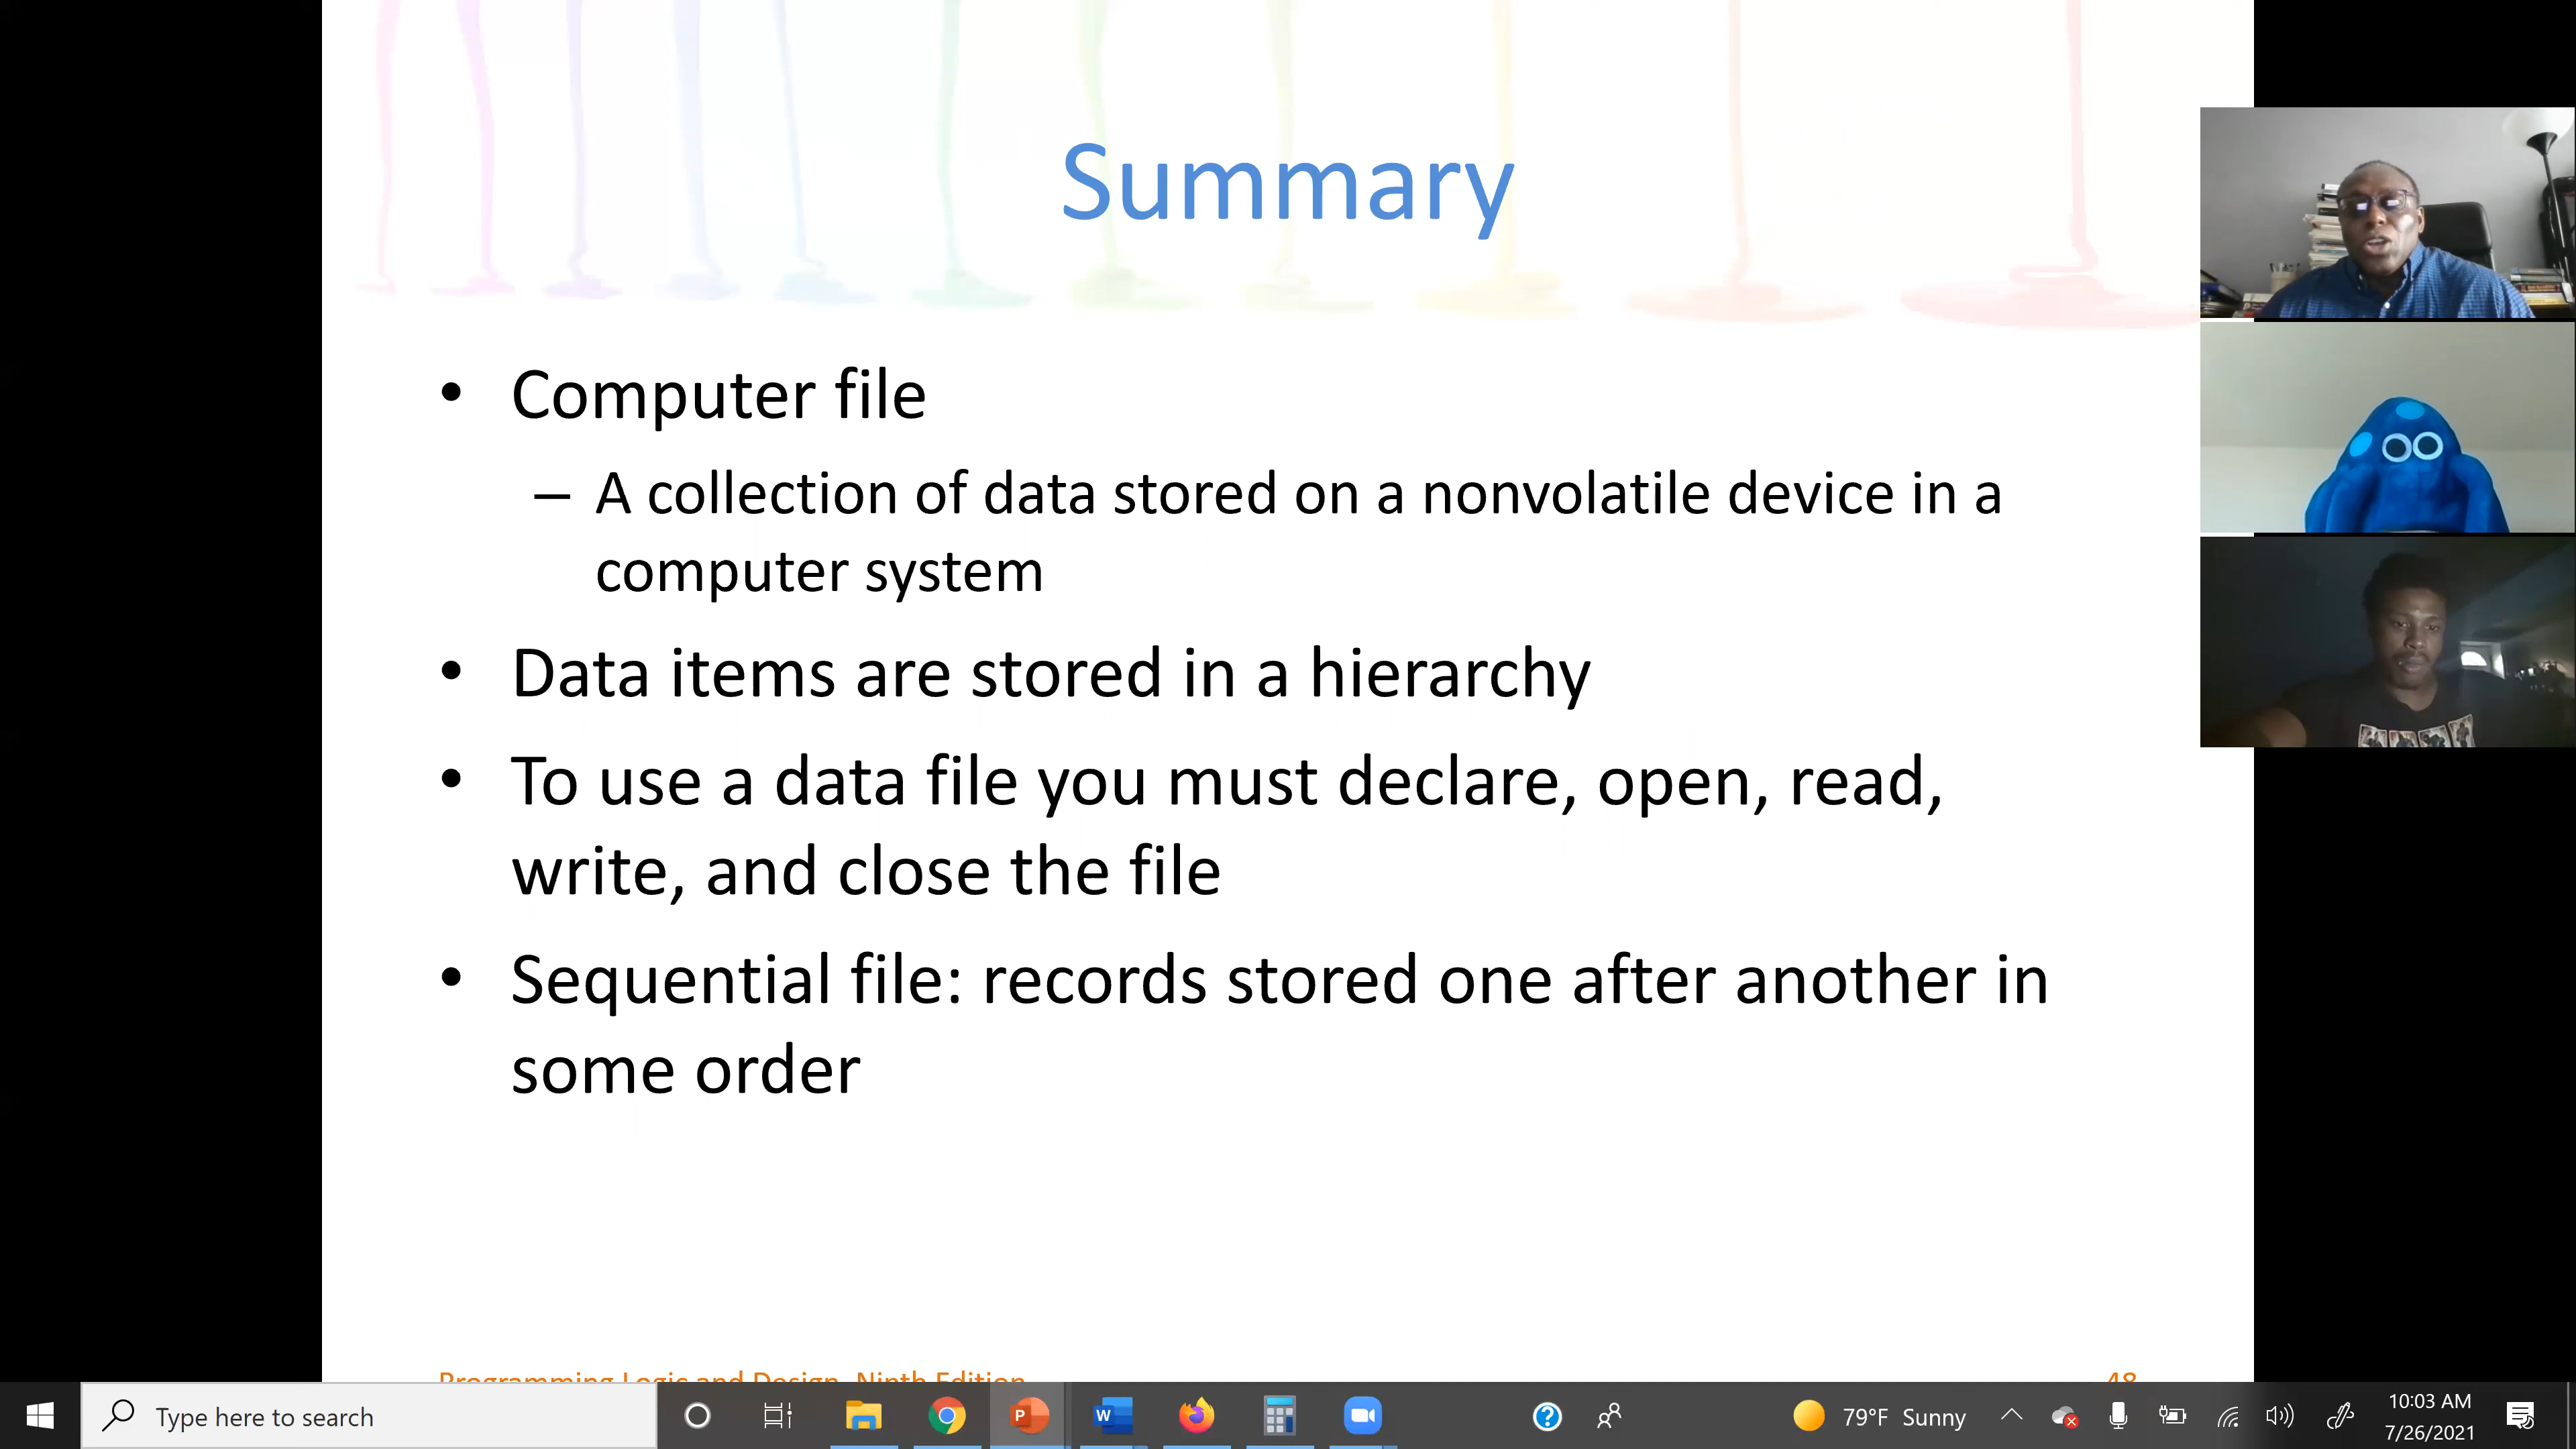 Summary
• Computer file
– A collection of data stored on a nonvolatile device in a
computer system
• Data items are stored in a hierarchy
• To use a data file you must declare, open, read,
write, and close the file
• Sequential file: records stored one after another in
some order
Programming Logic and Design, Ninth Edition
48
Type here to search
P
W
79°F Sunny
10:03 AM
7/26/2021